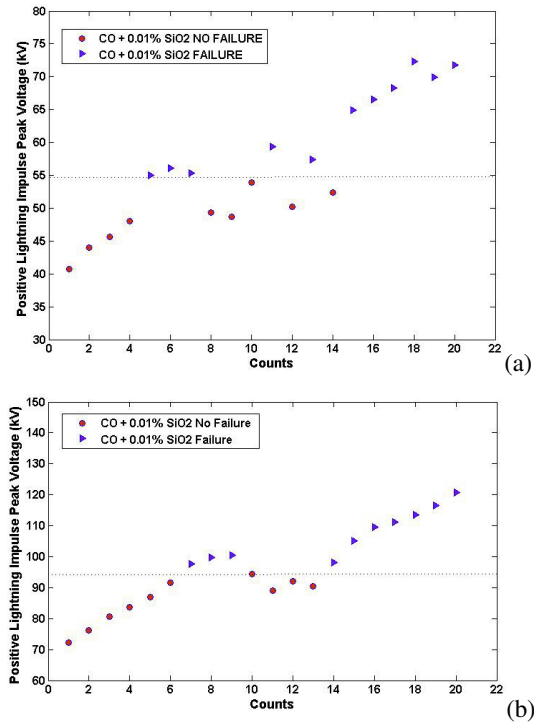 80
75
70
65
60
55
50
45
40
35
30
Positive Lightning Impulse Peak Voltage (kV)
CO + 0.01% SiO2 NO FAILURE
CO + 0.01% SiO2 FAILURE
0 2 4 6 8 10 12 14 16 18 20 22
Counts
(a)
150
140
130
120
110
100
90
80
70
60
Positive Lightning Impulse Peak Voltage (kV)
CO + 0.01% SiO2 No Failure
CO + 0.01% SiO2 Failure
0 2 4 6 8 10 12 14 16 18 20 22
Counts
(b)